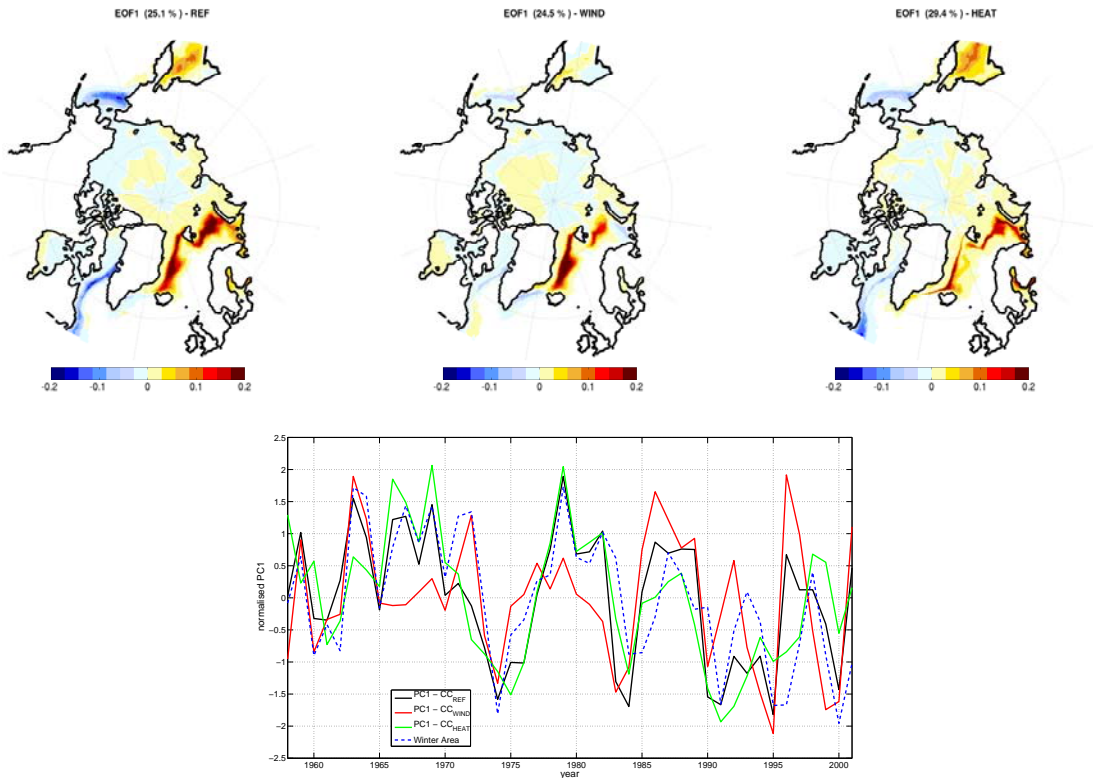 EOF1 (25.1 %) - REF
EOF1 (24.5 %) - WIND
EOF1 (29.4 %) - HEAT
-0.2 -0.1 0 0.1 0.2
-0.2 -0.1 0 0.1 0.2
-0.2 -0.1 0 0.1 0.2
normalised PC1
2.5
2
1.5
1
0.5
0
−0.5
−1
−1.5
−2
−2.5
PC1 − CC_REF
PC1 − CC_WIND
PC1 − CC_HEAT
Winter Area
1960 1965 1970 1975 1980 1985 1990 1995 2000
year